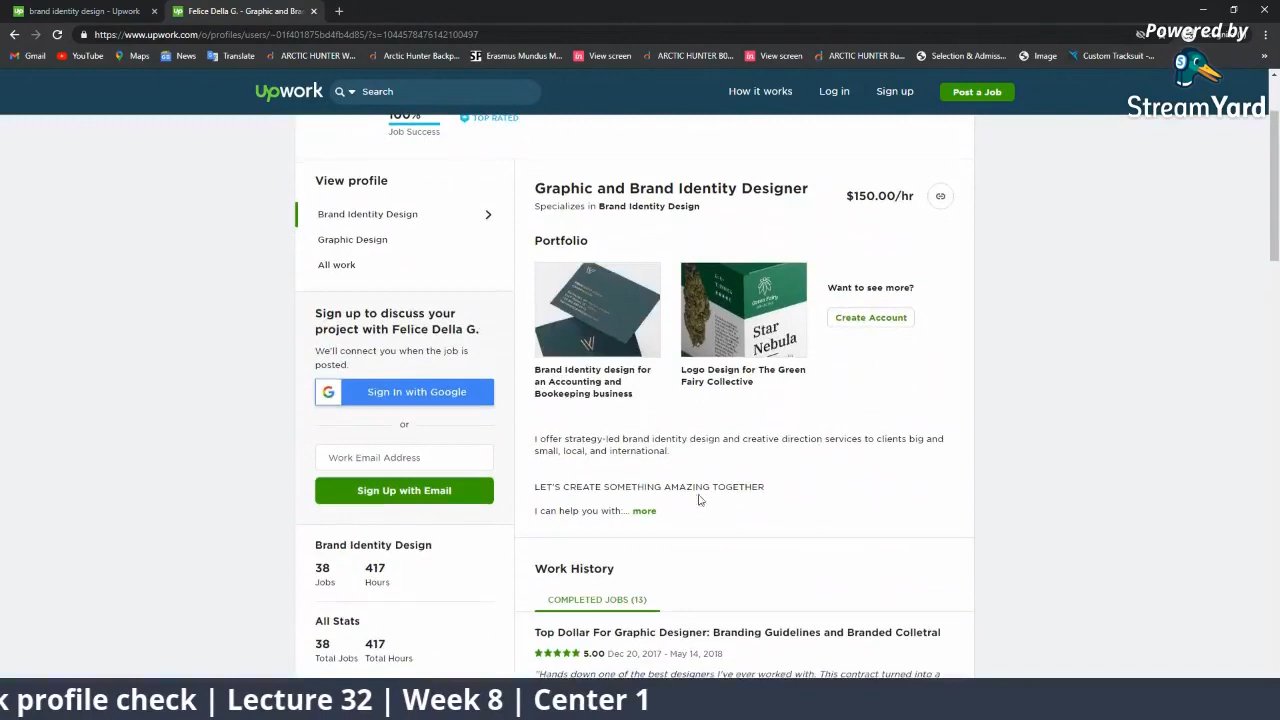 brand identity design - Upwork
Felice Della G. - Graphic and Bra
https://www.upwork.com/o/profiles/users/~01f401875bd4fb4d85/?s=1044578476142100497
Gmail YouTube Maps News Translate ARCTIC HUNTER W... Arctic Hunter Backp... Erasmus Mundus M... View screen ARCTIC HUNTER B0... View screen ARCTIC HUNTER Bu... Selection & Admissi... Image Custom Tracksuit -...
Powered by
StreamYard
upwork Search How it works Log in Sign up Post a Job
100% TOP RATED
Job Success
View profile
Brand Identity Design
Graphic Design
All work
Sign up to discuss your
project with Felice Della G.
We'll connect you when the job is
posted.
Sign In with Google
or
Work Email Address
Sign Up with Email
Brand Identity Design
38 417
Jobs Hours
All Stats
38 417
Total Jobs Total Hours
Graphic and Brand Identity Designer
$150.00/hr
Specializes in Brand Identity Design
Portfolio
Green Fairy
Star
Nebula
Want to see more?
Create Account
Brand Identity design for
an Accounting and
Bookeeping business
Logo Design for The Green
Fairy Collective
I offer strategy-led brand identity design and creative direction services to clients big and
small, local, and international.
LET'S CREATE SOMETHING AMAZING TOGETHER
I can help you with:... more
Work History
COMPLETED JOBS (13)
Top Dollar For Graphic Designer: Branding Guidelines and Branded Colletral
5.00 Dec 20, 2017 - May 14, 2018
"Hands down one of the best designers I've ever worked with. This contract turned into a
k profile check | Lecture 32 | Week 8 | Center 1